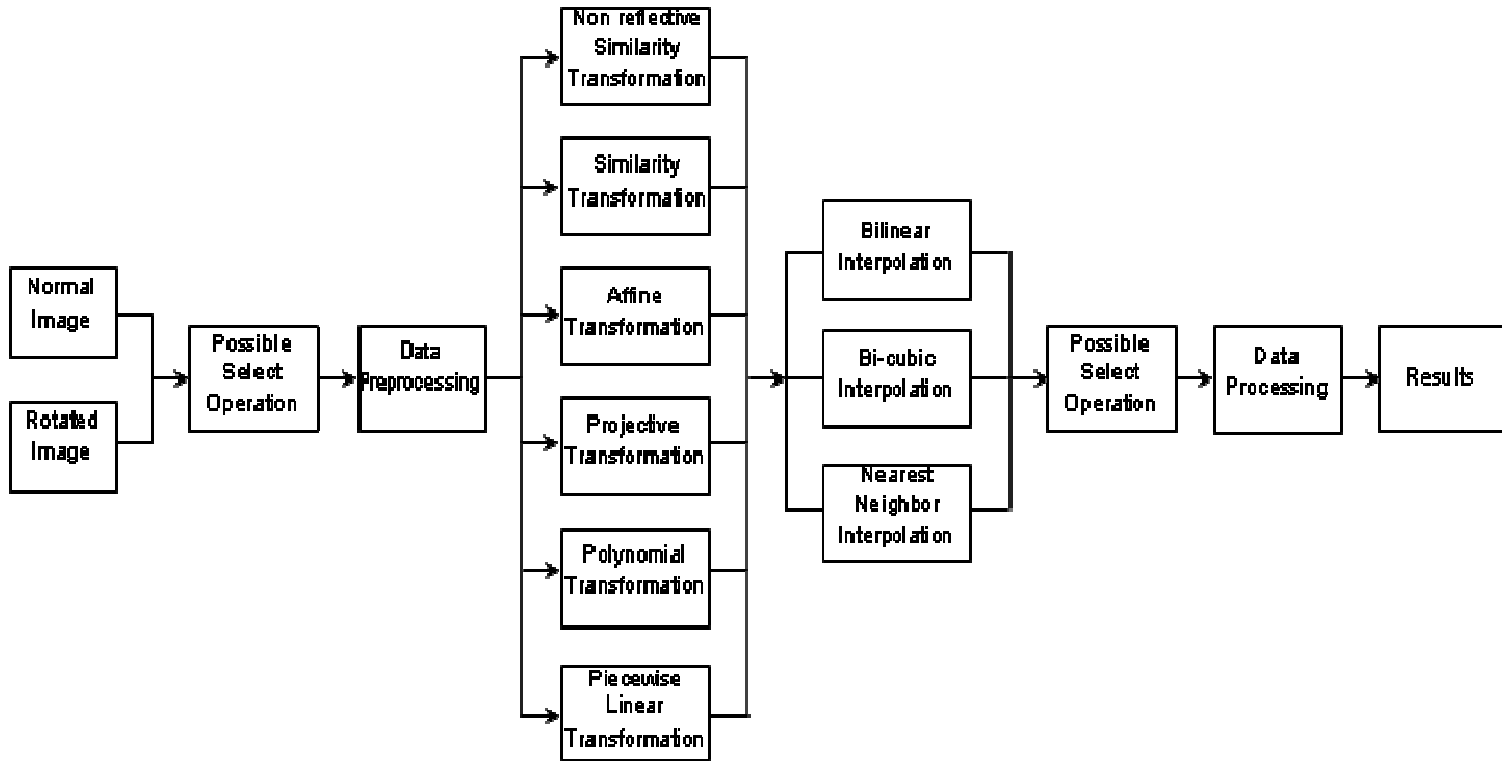 Normal
Image
Rotated
Image
Possible
Select
Operation
Data
Preprocessing
Non reflective
Similarity
Transformation
Similarity
Transformation
Affine
Transformation
Projective
Transformation
Polynomial
Transformation
Piecewise
Linear
Transformation
Bilinear
Interpolation
Bi-cubic
Interpolation
Nearest
Neighbor
Interpolation
Possible
Select
Operation
Data
Processing
Results